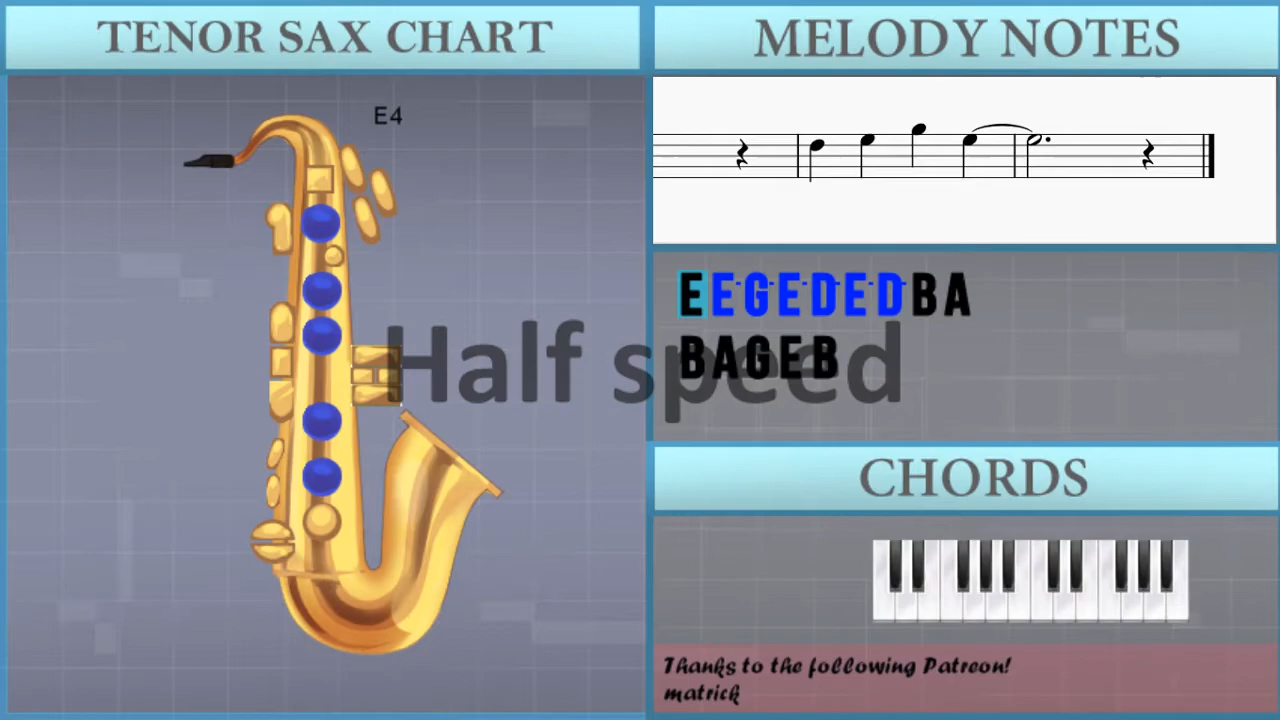 TENOR SAX CHART
MELODY NOTES
E4
EEGEDEDBA
BAGEB
Half speed
CHORDS
Thanks to the following Patreon!
matrick